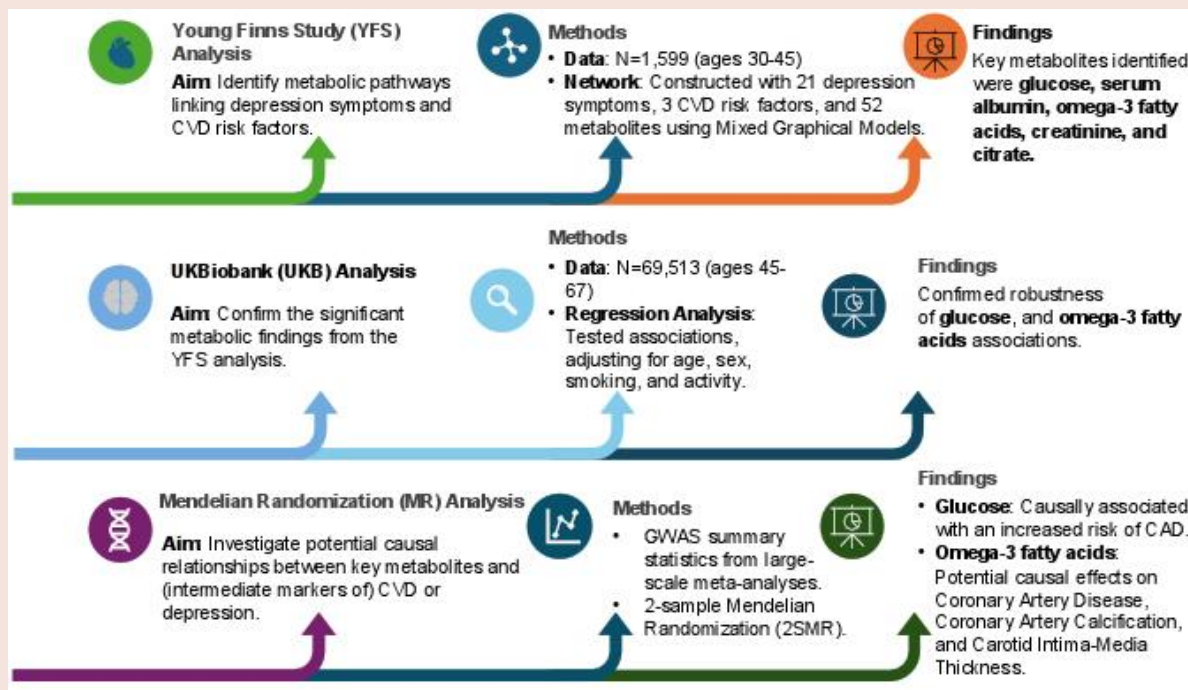 Young Finns Study (YFS)
Analysis
Aim: Identify metabolic pathways
linking depression symptoms and
CVD risk factors.
Methods
• Data: N=1,599 (ages 30-45)
• Network: Constructed with 21 depression
symptoms, 3 CVD risk factors, and 52
metabolites using Mixed Graphical Models.
Findings
Key metabolites identified
were glucose, serum
albumin, omega-3 fatty
acids, creatinine, and
citrate.
UKBiobank (UKB) Analysis
Aim: Confirm the significant
metabolic findings from the
YFS analysis.
Methods
• Data: N=69,513 (ages 45-
67)
• Regression Analysis:
Tested associations,
adjusting for age, sex,
smoking, and activity.
Findings
Confirmed robustness
of glucose, and omega-3 fatty
acids associations.
Mendelian Randomization (MR) Analysis
Aim: Investigate potential causal
relationships between key metabolites and
(intermediate markers of) CVD or
depression.
Methods
• GWAS summary
statistics from large-
scale meta-analyses.
• 2-sample Mendelian
Randomization (2SMR).
Findings
• Glucose: Causally associated
with an increased risk of CAD.
• Omega-3 fatty acids:
Potential causal effects on
Coronary Artery Disease,
Coronary Artery Calcification,
and Carotid Intima-Media
Thickness.